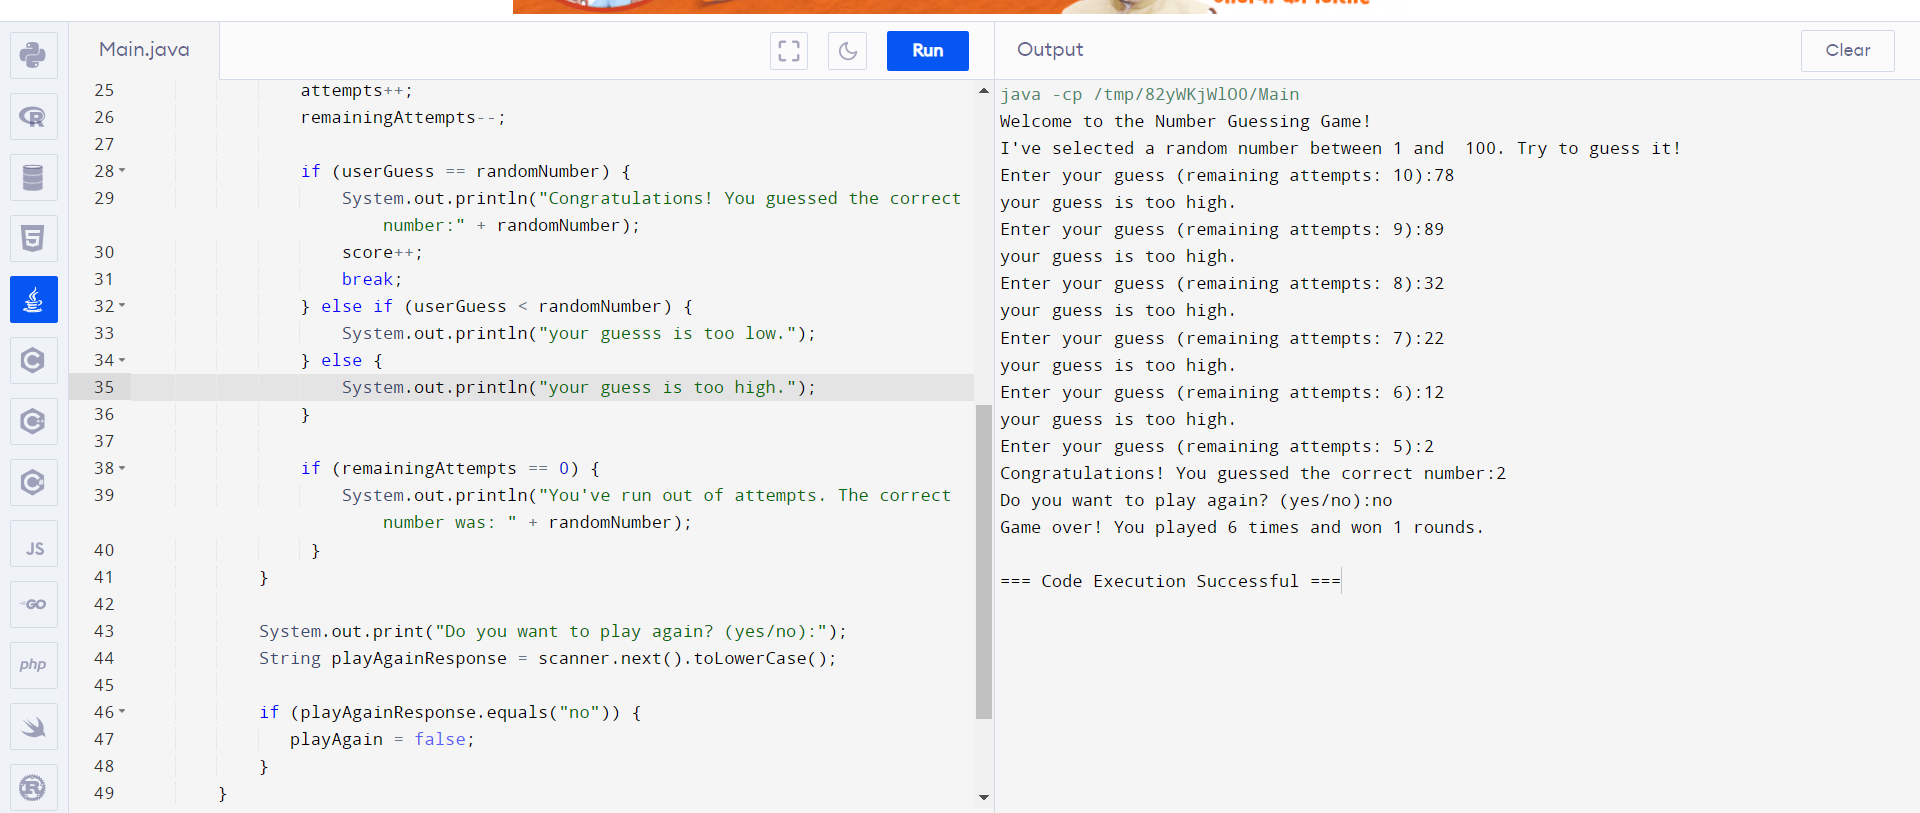 Main.java
Run
Output
Clear
25 attempts++;
26 remainingAttempts--;
27
28 if (userGuess == randomNumber) {
29 System.out.println("Congratulations! You guessed the correct
number:" + randomNumber);
30 score++;
31 break;
32 } else if (userGuess < randomNumber) {
33 System.out.println("your guesss is too low.");
34 } else {
35 System.out.println("your guess is too high.");
36 }
37
38 if (remainingAttempts == 0) {
39 System.out.println("You've run out of attempts. The correct
number was: " + randomNumber);
40 }
41 }
42
43 System.out.print("Do you want to play again? (yes/no):");
44 String playAgainResponse = scanner.next().toLowerCase();
45
46 if (playAgainResponse.equals("no")) {
47 playAgain = false;
48 }
49 }
java -cp /tmp/82yWKjWlO0/Main
Welcome to the Number Guessing Game!
I've selected a random number between 1 and  100. Try to guess it!
Enter your guess (remaining attempts: 10):78
your guess is too high.
Enter your guess (remaining attempts: 9):89
your guess is too high.
Enter your guess (remaining attempts: 8):32
your guess is too high.
Enter your guess (remaining attempts: 7):22
your guess is too high.
Enter your guess (remaining attempts: 6):12
your guess is too high.
Enter your guess (remaining attempts: 5):2
Congratulations! You guessed the correct number:2
Do you want to play again? (yes/no):no
Game over! You played 6 times and won 1 rounds.
=== Code Execution Successful ===
R
5
C
C
C
JS
GO
php
R